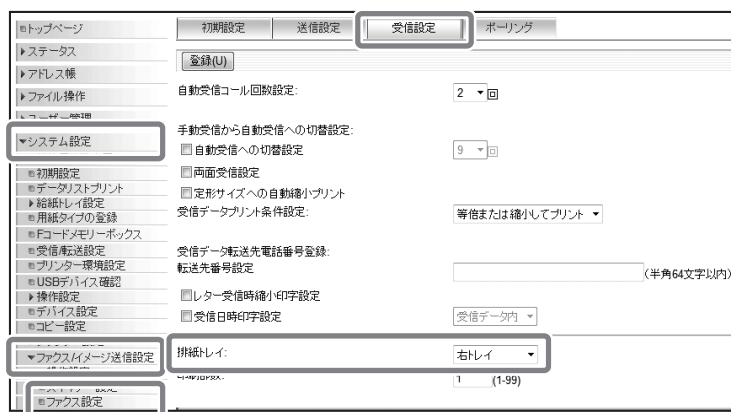 トップページ
ステータス
アドレス帳
ファイル操作
ユーザー管理
システム設定
初期設定
データリストプリント
給紙トレイ設定
用紙タイプの登録
Fコードメモリーボックス
受信/転送設定
プリンター環境設定
USBデバイス確認
操作設定
デバイス設定
コピー設定
ファクス/イメージ送信設定
ファクス設定
初期設定 送信設定 受信設定 ポーリング
登録(U)
自動受信コール回数設定: 2 回
手動受信から自動受信への切替設定:
自動受信への切替設定 9 回
両面受信設定
定形サイズへの自動縮小プリント
受信データプリント条件設定: 等倍または縮小してプリント
受信データ転送先電話番号登録:
転送先番号設定 (半角64文字以内)
レター受信時縮小印字設定
受信日時印字設定 受信データ内
排紙トレイ: 右トレイ
印刷部数: 1 (1-99)